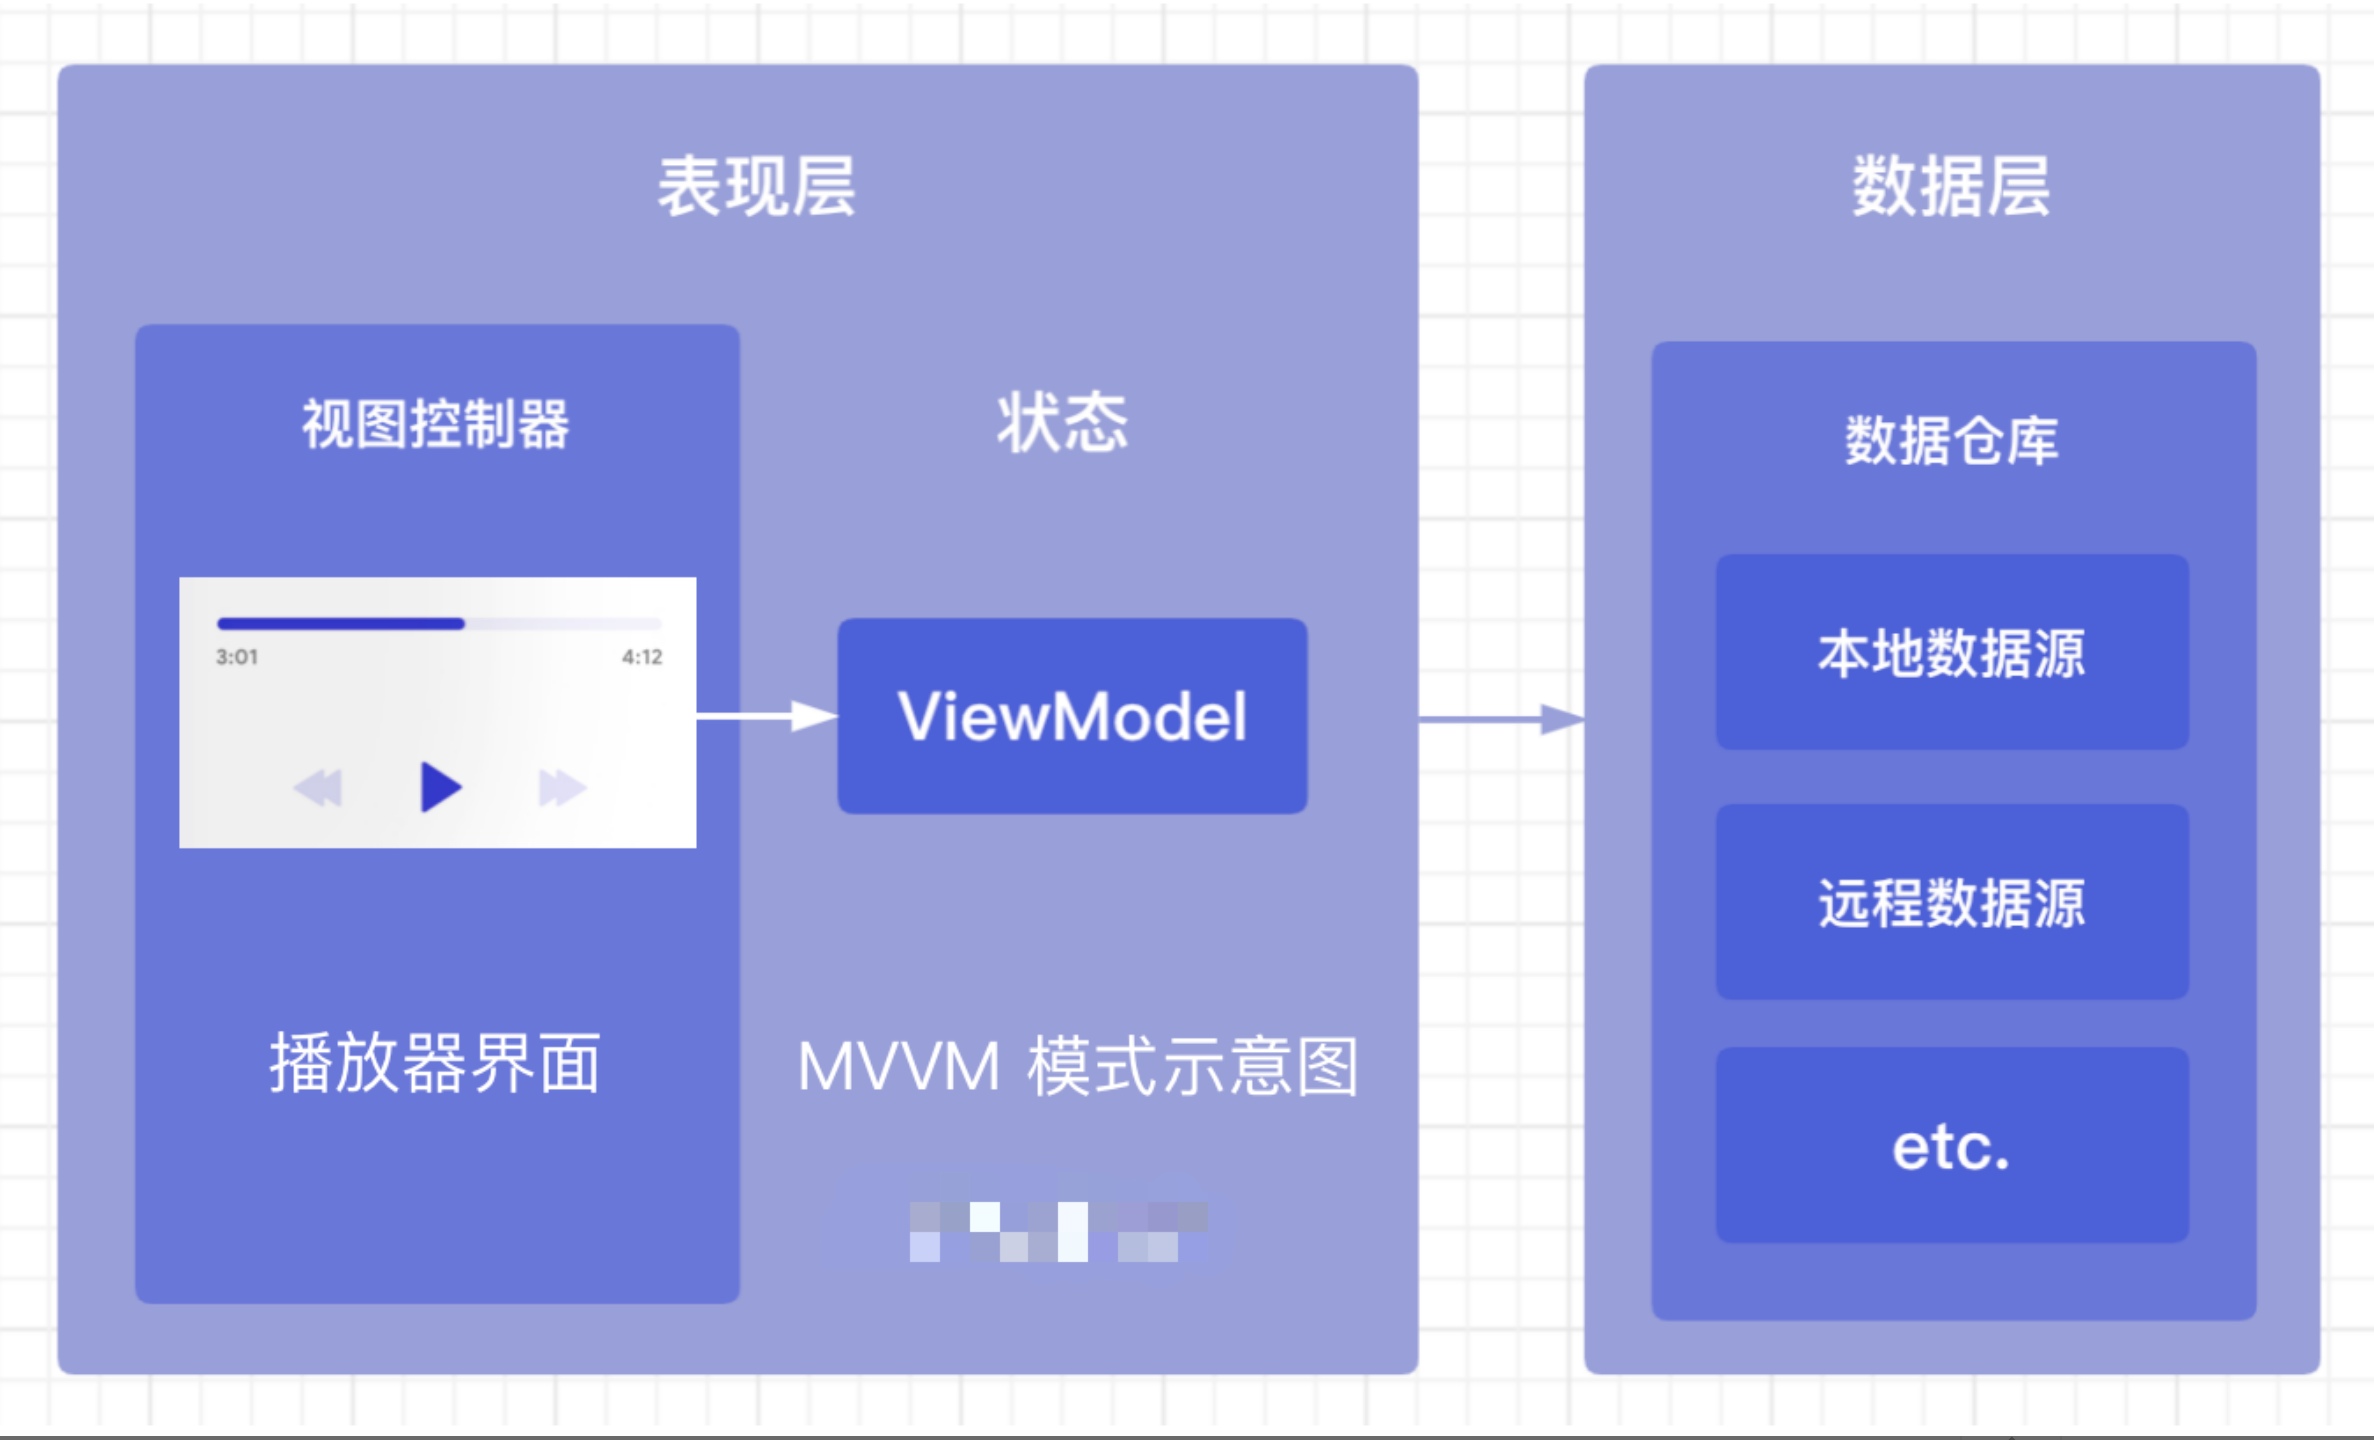 表现层
视图控制器
3:01
4:12
播放器界面
状态
ViewModel
MVVM 模式示意图
数据层
数据仓库
本地数据源
远程数据源
etc.